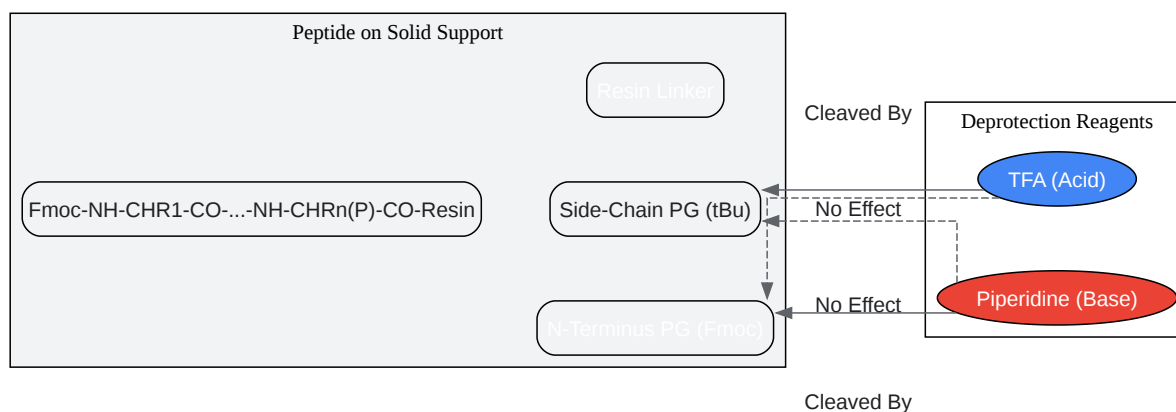 Peptide on Solid Support
Resin Linker
Cleaved By
Deprotection Reagents
TFA (Acid)
Fmoc-NH-CHR1-CO-...-NH-CHRn(P)-CO-Resin
Side-Chain PG (tBu)
No Effect
Piperidine (Base)
No Effect
N-Terminus PG (Fmoc)
Cleaved By